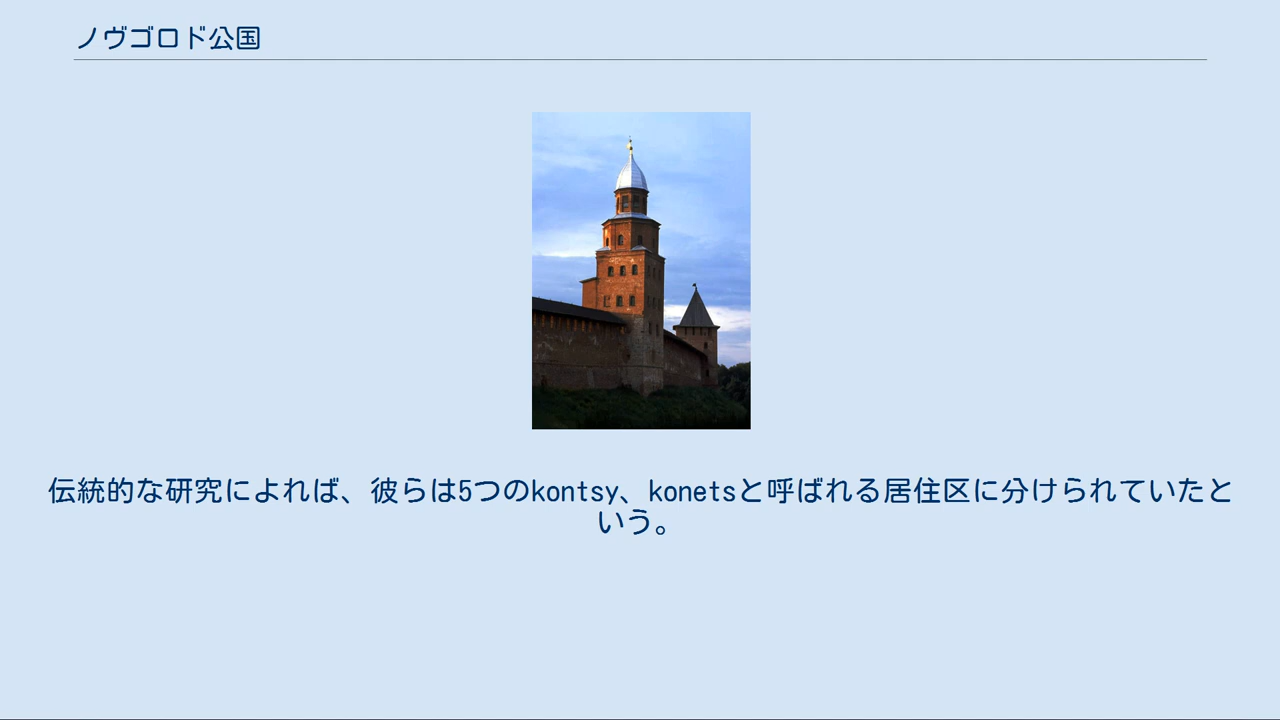 ノヴゴロド公国
伝統的な研究によれば、彼らは5つのkontsy、konetsと呼ばれる居住区に分けられていたと
いう。